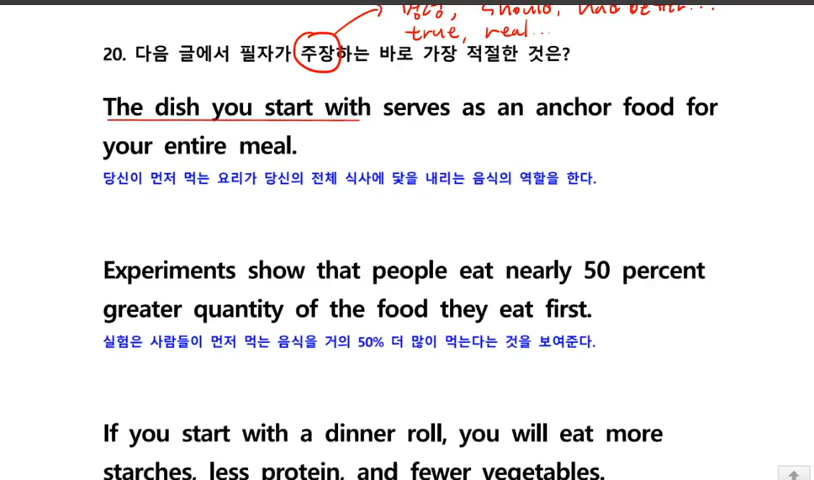 명령, should, had better...
true, real...
20. 다음 글에서 필자가 주장하는 바로 가장 적절한 것은?
The dish you start with serves as an anchor food for
your entire meal.
당신이 먼저 먹는 요리가 당신의 전체 식사에 닻을 내리는 음식의 역할을 한다.
Experiments show that people eat nearly 50 percent
greater quantity of the food they eat first.
실험은 사람들이 먼저 먹는 음식을 거의 50% 더 많이 먹는다는 것을 보여준다.
If you start with a dinner roll, you will eat more
starches, less protein, and fewer vegetables.